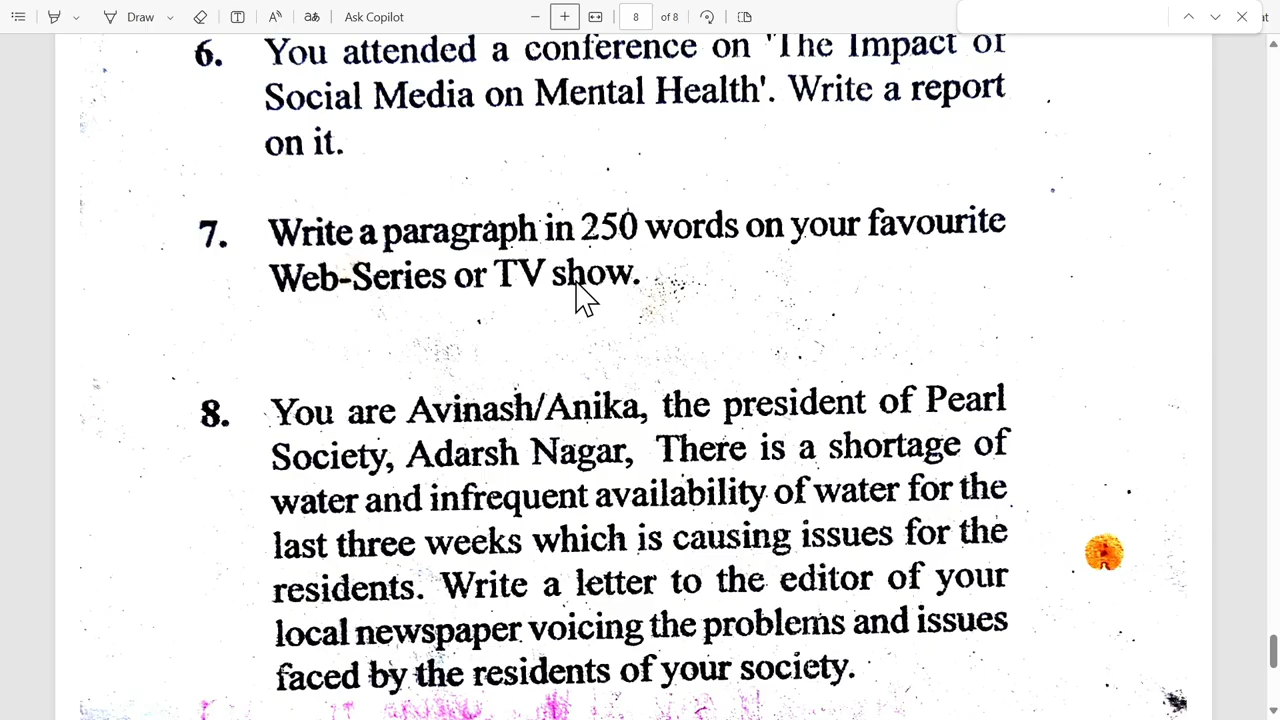 Draw
Ask Copilot
8
of 8
6. You attended a conference on 'The Impact of
Social Media on Mental Health'. Write a report
on it.
7. Write a paragraph in 250 words on your favourite
Web-Series or TV show.
8. You are Avinash/Anika, the president of Pearl
Society, Adarsh Nagar, There is a shortage of
water and infrequent availability of water for the
last three weeks which is causing issues for the
residents. Write a letter to the editor of your
local newspaper voicing the problems and issues
faced by the residents of your society.